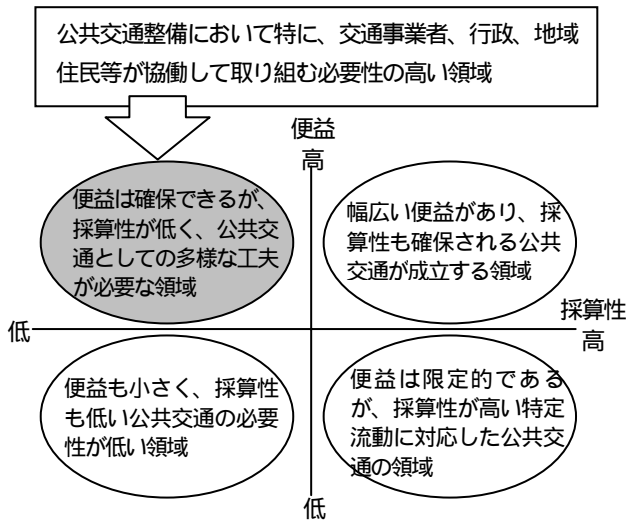 公共交通整備において特に、交通事業者、行政、地域
住民等が協働して取り組む必要性の高い領域
便益
高
便益は確保できるが、
採算性が低く、公共交
通としての多様な工夫
が必要な領域
幅広い便益があり、採
算性も確保される公共
交通が成立する領域
低
採算性
高
便益も小さく、採算性
も低い公共交通の必要
性が低い領域
便益は限定的である
が、採算性が高い特定
流動に対応した公共交
通の領域
低